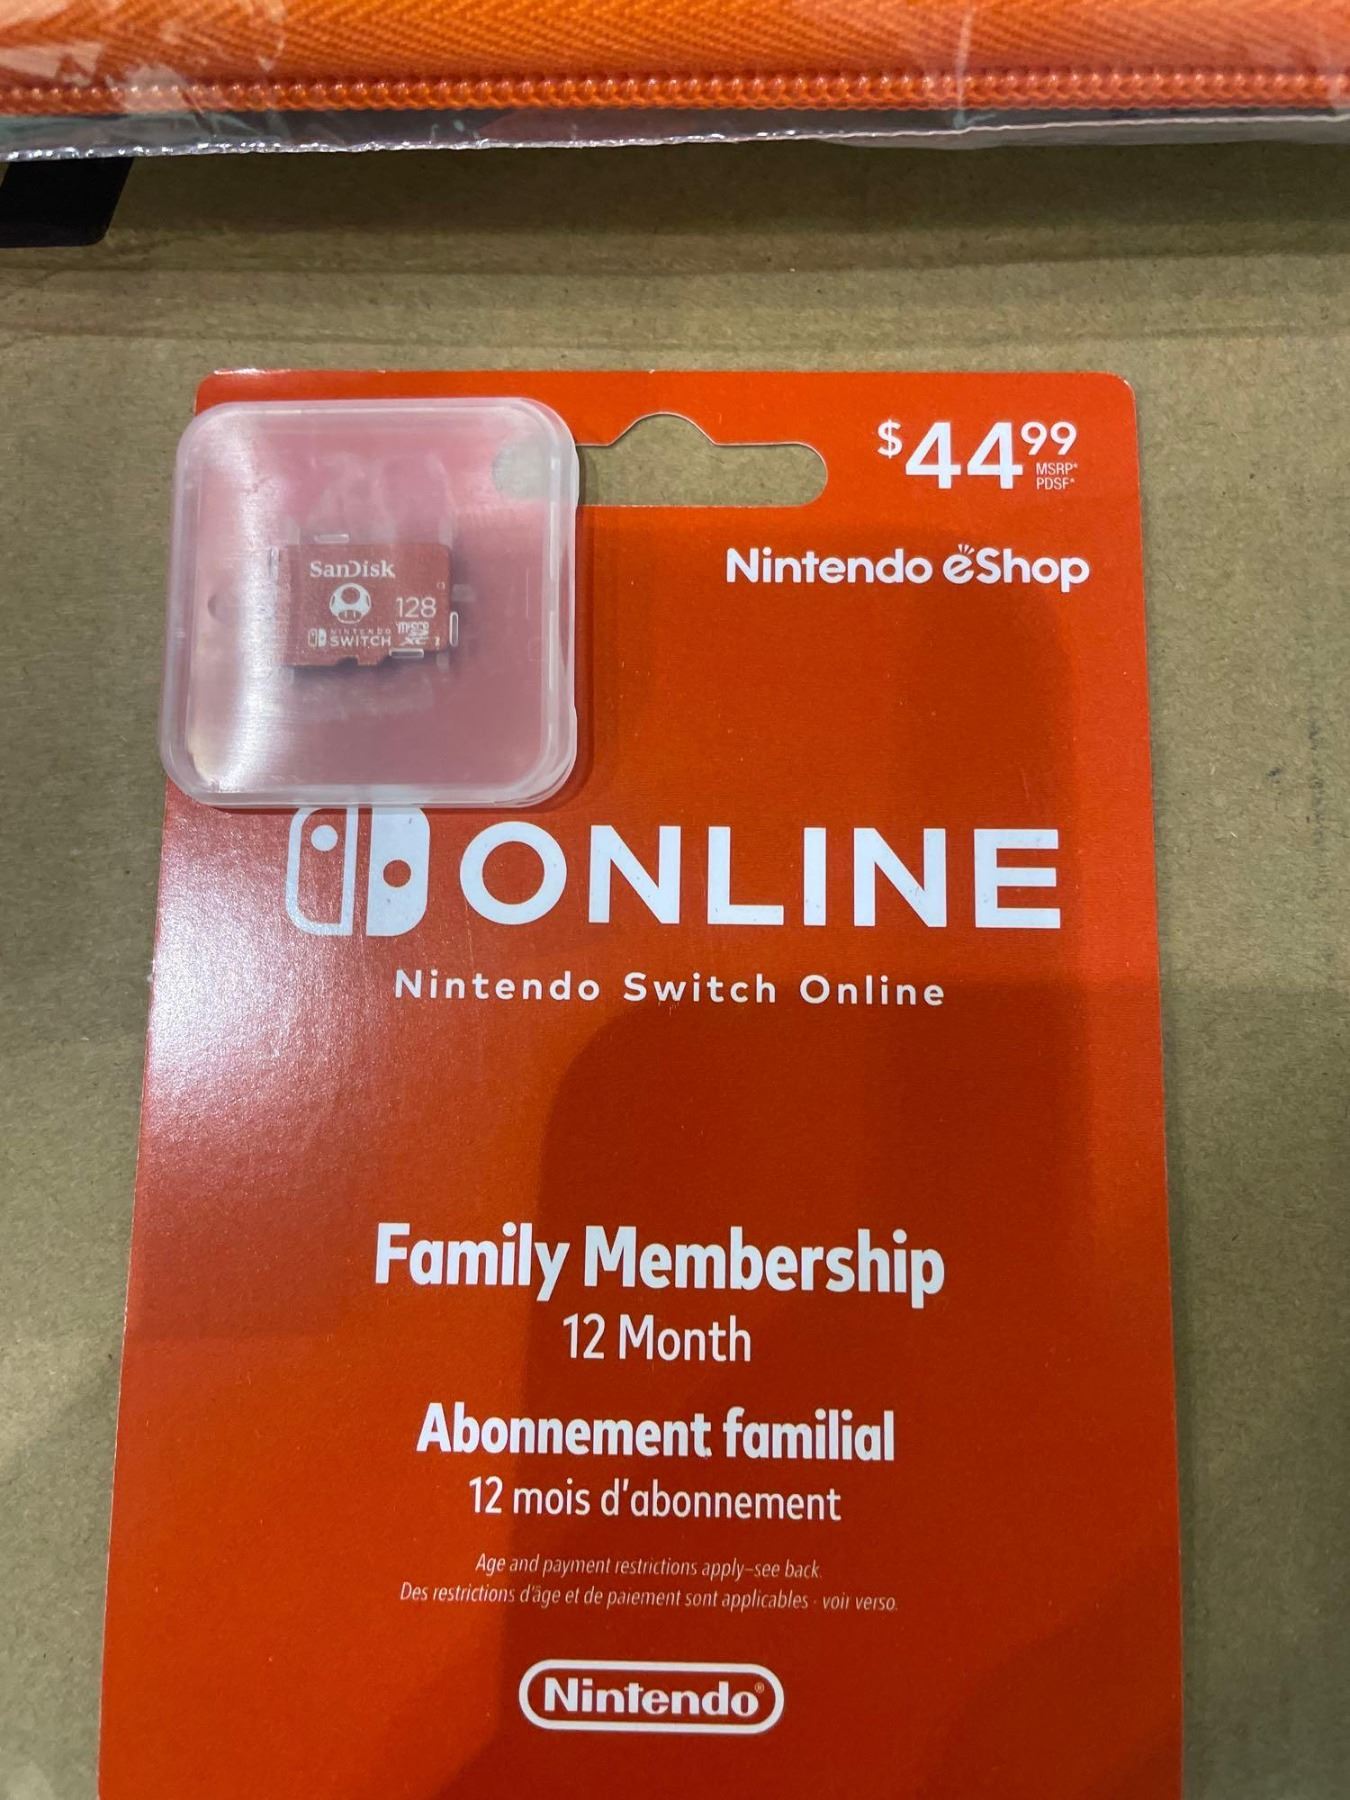 $44.99
MSRP*
PDSF*
Nintendo eShop
SanDisk
128
NINTENDO
SWITCH
ONLINE
Nintendo Switch Online
Family Membership
12 Month
Abonnement familial
12 mois d'abonnement
Age and payment restrictions apply–see back.
Des restrictions d'âge et de paiement sont applicables - voir verso.
Nintendo®